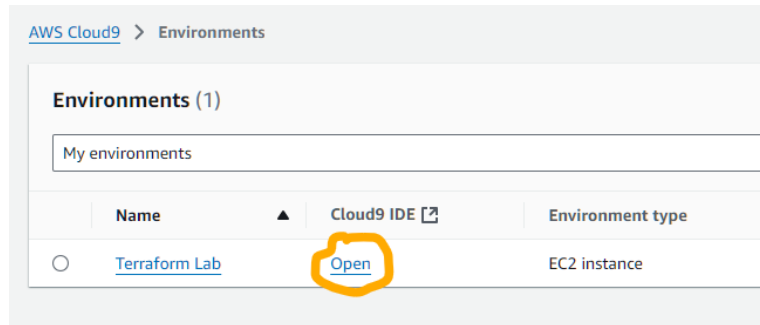 AWS Cloud9 > Environments
Environments (1)
My environments
Name ▲ Cloud9 IDE Environment type
Terraform Lab Open EC2 instance